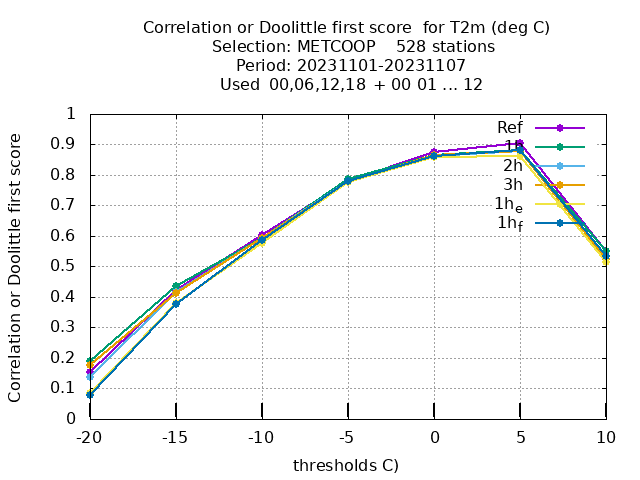 Correlation or Doolittle first score  for T2m (deg C)
Selection: METCOOP    528 stations
Period: 20231101-20231107
Used  00,06,12,18  + 00 01 ... 12
Correlation or Doolittle first score
1
0.9
0.8
0.7
0.6
0.5
0.4
0.3
0.2
0.1
0
Ref
2h
3h
1he
1hf
-20
-15
-10
-5
0
5
10
thresholds C)